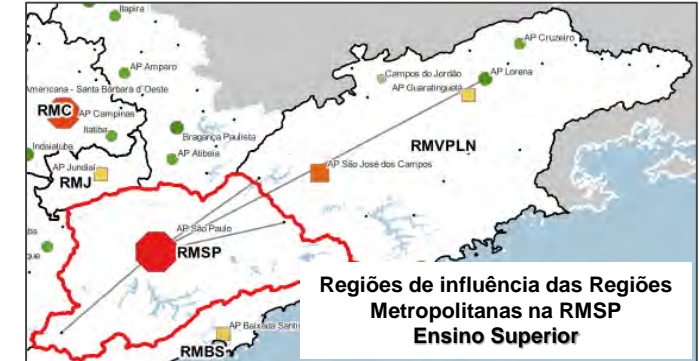 Itapira
AP Cruzeiro
AP Amparo
Campos do Jordão
AP Lorena
Americana - Santa Bárbara d'Oeste
AP Guaratinguetá
RMC
AP Campinas
Itatiba
Bragança Paulista
RMVPLN
Indaiatuba
AP Atibaia
AP Jundiaí
AP São José dos Campos
RMJ
AP São Paulo
RMSP
Regiões de influência das Regiões
Metropolitanas na RMSP
Ensino Superior
AP Baixada Santi
RMBS